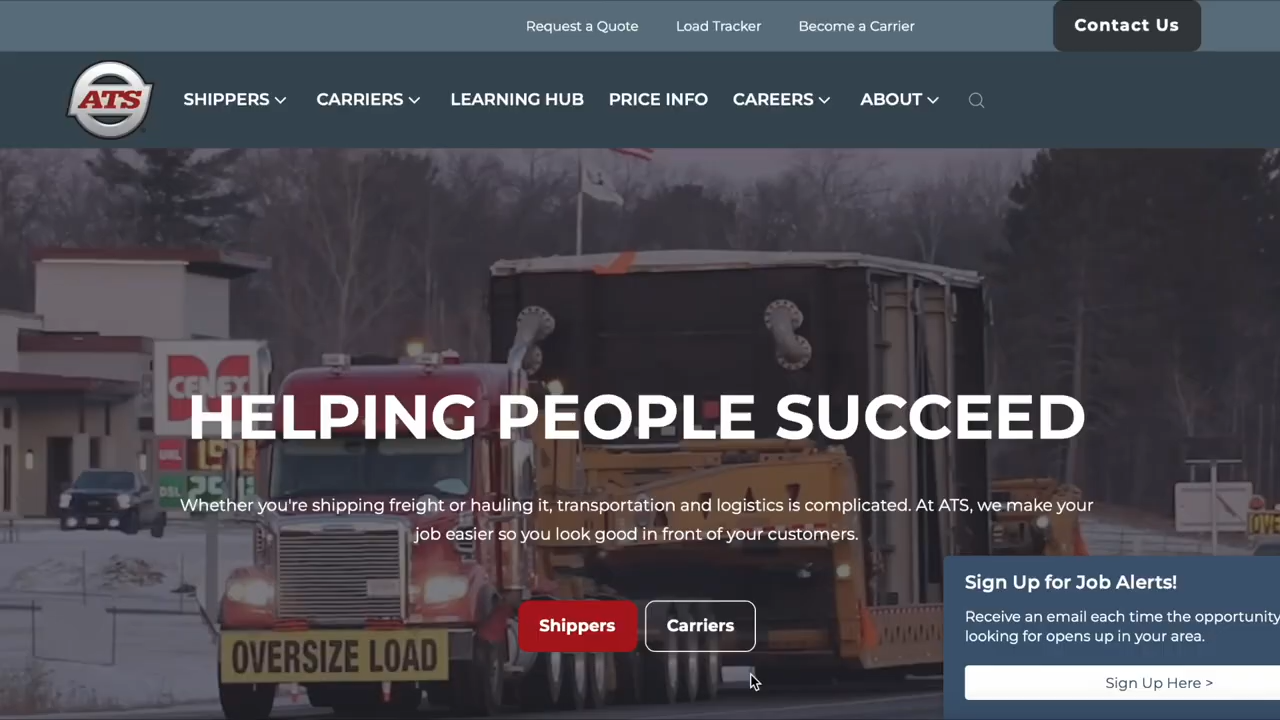 Request a Quote
Load Tracker
Become a Carrier
Contact Us
ATS
SHIPPERS
CARRIERS
LEARNING HUB
PRICE INFO
CAREERS
ABOUT
CENEX
HELPING PEOPLE SUCCEED
UNL
DSL
Whether you're shipping freight or hauling it, transportation and logistics is complicated. At ATS, we make your
job easier so you look good in front of your customers.
Shippers
Carriers
OVERSIZE LOAD
Sign Up for Job Alerts!
Receive an email each time the opportunity
looking for opens up in your area.
Sign Up Here >